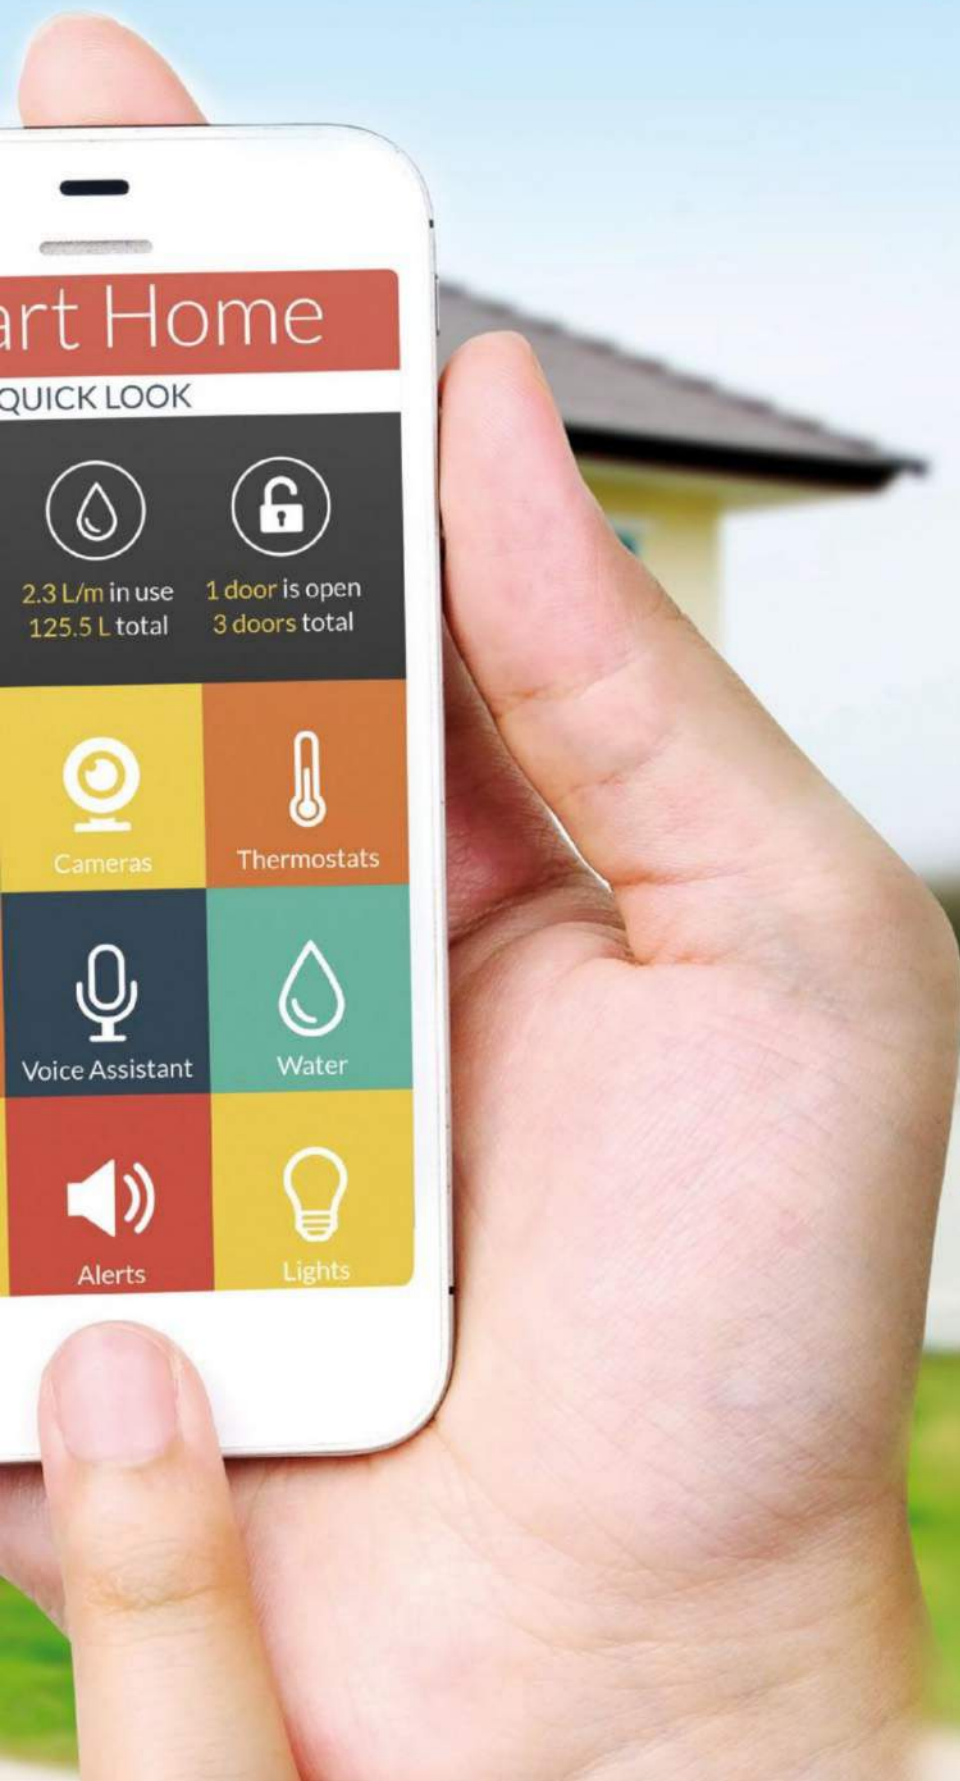 art Home
QUICK LOOK
2.3 L/m in use
125.5 L total
1 door is open
3 doors total
Cameras
Thermostats
Voice Assistant
Water
Alerts
Lights